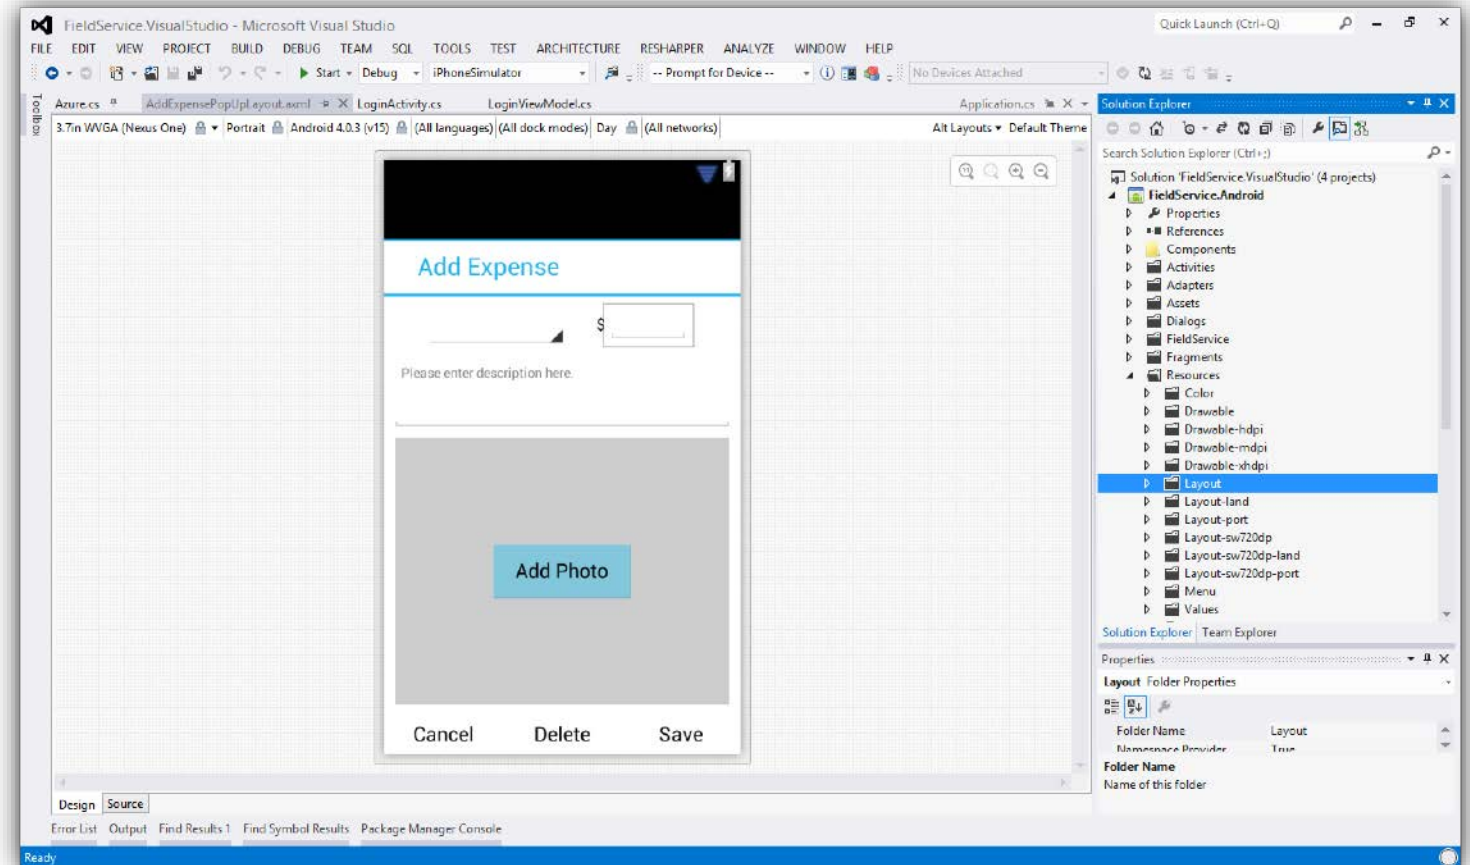 FieldService.VisualStudio - Microsoft Visual Studio
Quick Launch (Ctrl+Q)
FILE EDIT VIEW PROJECT BUILD DEBUG TEAM SQL TOOLS TEST ARCHITECTURE RESHARPER ANALYZE WINDOW HELP
Start Debug iPhoneSimulator -- Prompt for Device -- No Devices Attached
Toolbox
Azure.cs AddExpensePopUpLayout.axml LoginActivity.cs LoginViewModel.cs Application.cs
3.7in WVGA (Nexus One) Portrait Android 4.0.3 (v15) (All languages) (All dock modes) Day (All networks) Alt Layouts Default Theme
Add Expense
$
Please enter description here.
Add Photo
Cancel Delete Save
Design Source
Solution Explorer
Search Solution Explorer (Ctrl+;)
Solution 'FieldService.VisualStudio' (4 projects)
FieldService.Android
Properties
References
Components
Activities
Adapters
Assets
Dialogs
FieldService
Fragments
Resources
Color
Drawable
Drawable-hdpi
Drawable-mdpi
Drawable-xhdpi
Layout
Layout-land
Layout-port
Layout-sw720dp
Layout-sw720dp-land
Layout-sw720dp-port
Menu
Values
Solution Explorer Team Explorer
Properties
Layout Folder Properties
Folder Name Layout
Namespace Provider True
Folder Name
Name of this folder
Error List Output Find Results 1 Find Symbol Results Package Manager Console
Ready